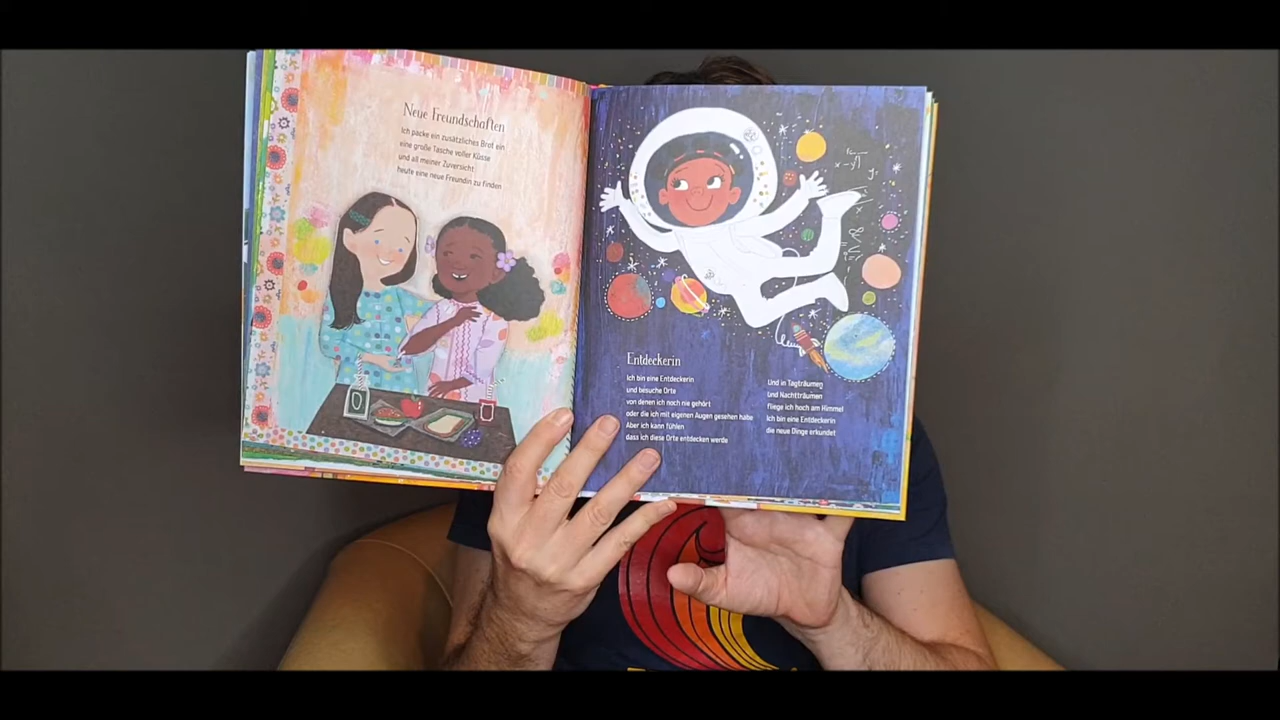 Neue Freundschaften
Ich packe ein zusätzliches Brot ein
eine große Tasche voller Küsse
und all meiner Zuversicht
heute eine neue Freundin zu finden
Entdeckerin
Ich bin eine Entdeckerin
und besuche Orte
von denen ich noch nie gehört
oder die ich mit eigenen Augen gesehen habe
Aber ich kann fühlen
dass ich diese Orte entdecken werde
Und in Tagträumen
und Nachtträumen
fliege ich hoch am Himmel
Ich bin eine Entdeckerin
die neue Dinge erkundet